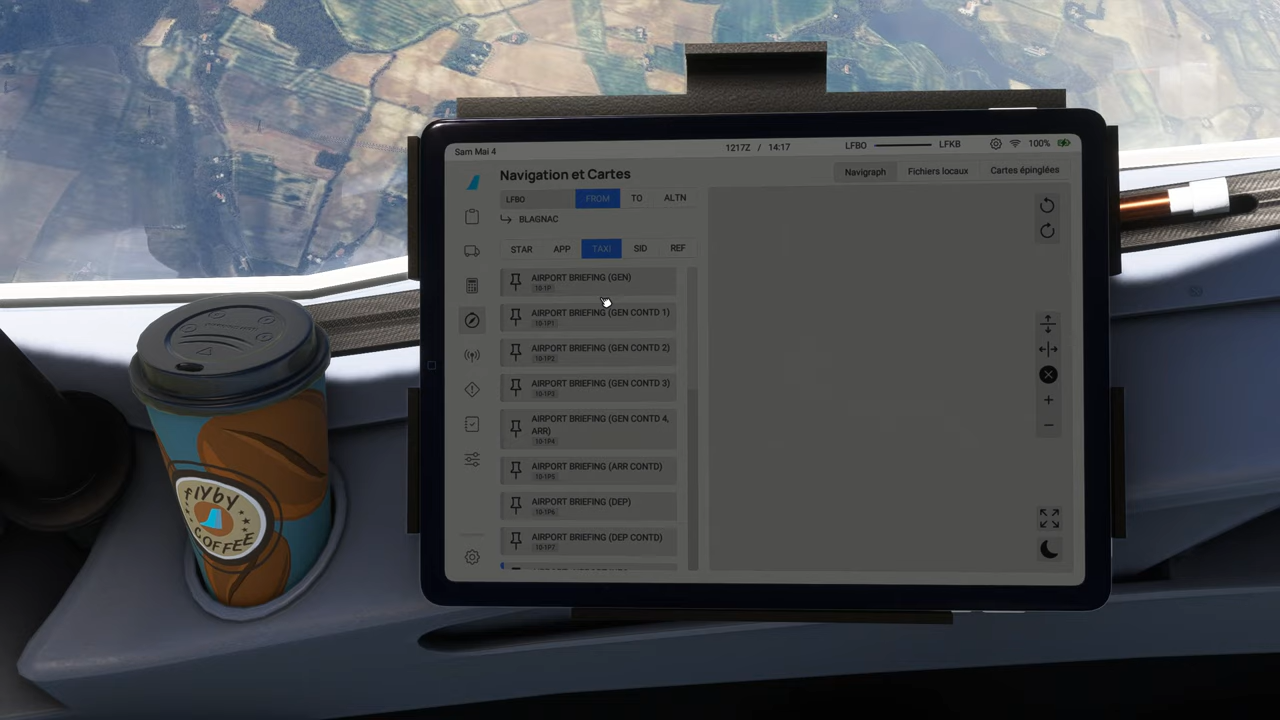 Sam Mai 4
1217Z / 14:17
LFBO LFKB
100%
Navigation et Cartes
Navigraph
Fichiers locaux
Cartes épinglées
LFBO
FROM
TO
ALTN
BLAGNAC
STAR
APP
TAXI
SID
REF
AIRPORT BRIEFING (GEN)
10-1P
AIRPORT BRIEFING (GEN CONTD 1)
10-1P1
AIRPORT BRIEFING (GEN CONTD 2)
10-1P2
AIRPORT BRIEFING (GEN CONTD 3)
10-1P3
AIRPORT BRIEFING (GEN CONTD 4,
ARR)
10-1P4
AIRPORT BRIEFING (ARR CONTD)
10-1P5
AIRPORT BRIEFING (DEP)
10-1P6
AIRPORT BRIEFING (DEP CONTD)
10-1P7
flyby
COFFEE